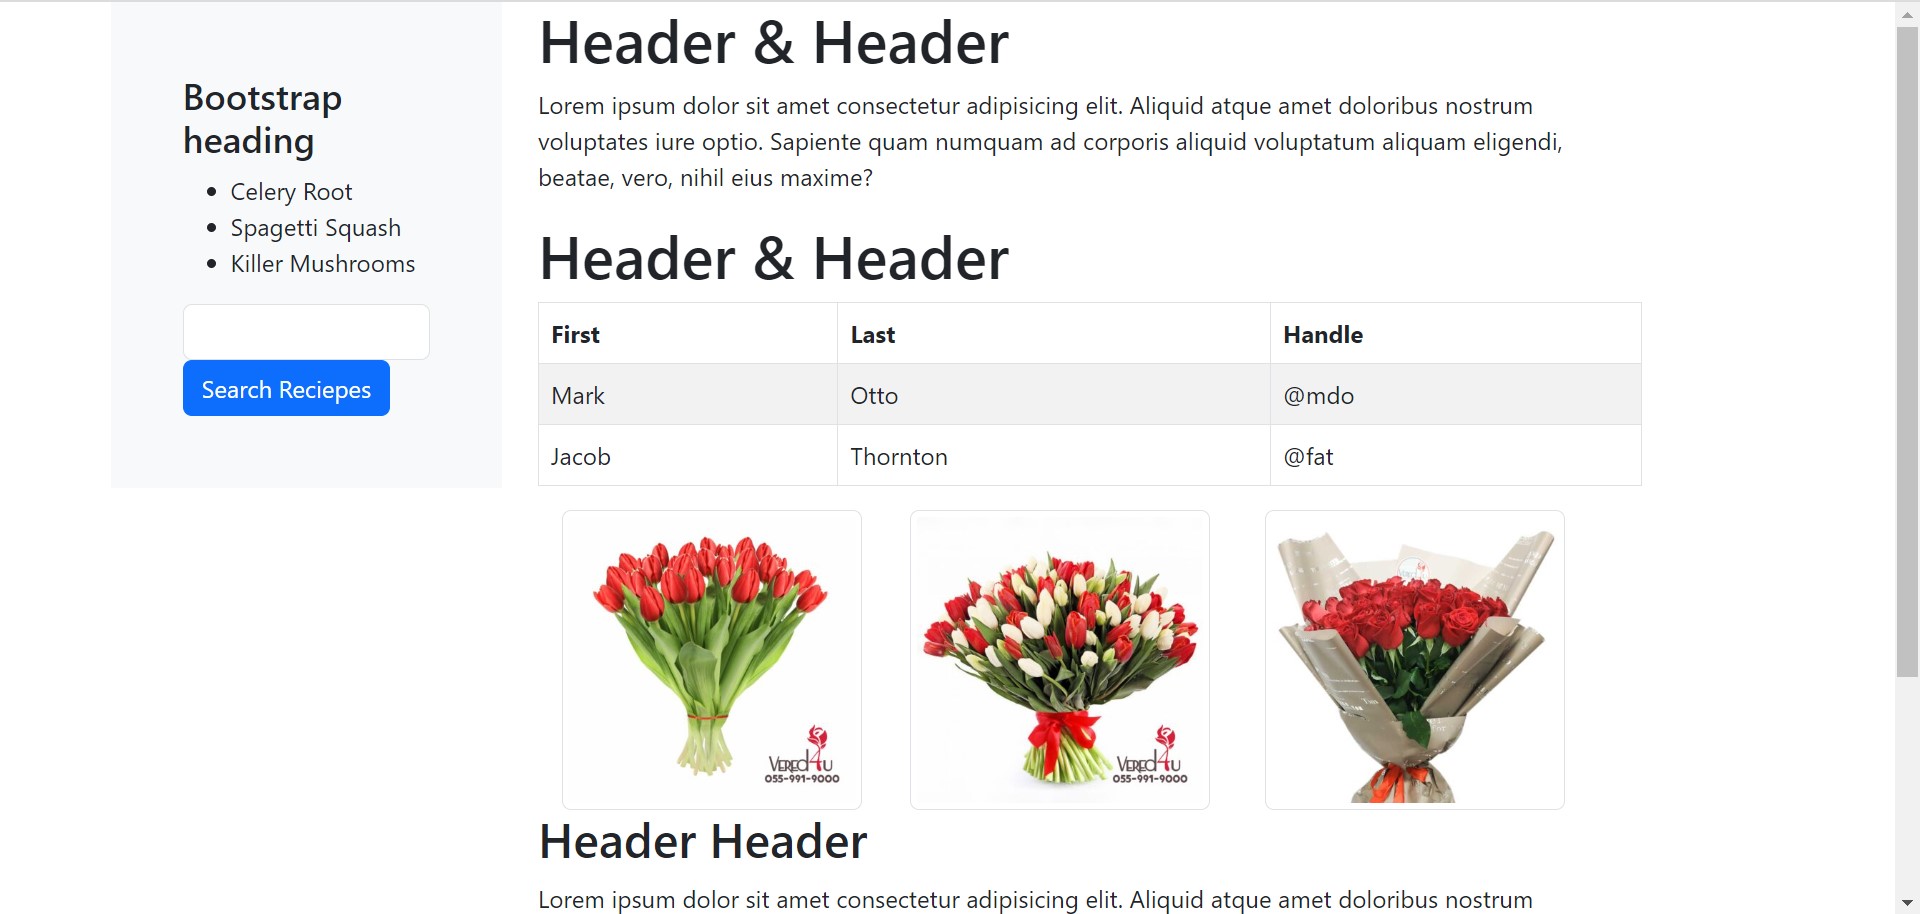 Bootstrap
heading
Celery Root
Spagetti Squash
Killer Mushrooms
Search Reciepes
Header & Header
Lorem ipsum dolor sit amet consectetur adipisicing elit. Aliquid atque amet doloribus nostrum
voluptates iure optio. Sapiente quam numquam ad corporis aliquid voluptatum aliquam eligendi,
beatae, vero, nihil eius maxime?
Header & Header
First Last Handle
Mark Otto @mdo
Jacob Thornton @fat
VERED4U
055-991-9000
VERED4U
055-991-9000
Header Header
Lorem ipsum dolor sit amet consectetur adipisicing elit. Aliquid atque amet doloribus nostrum